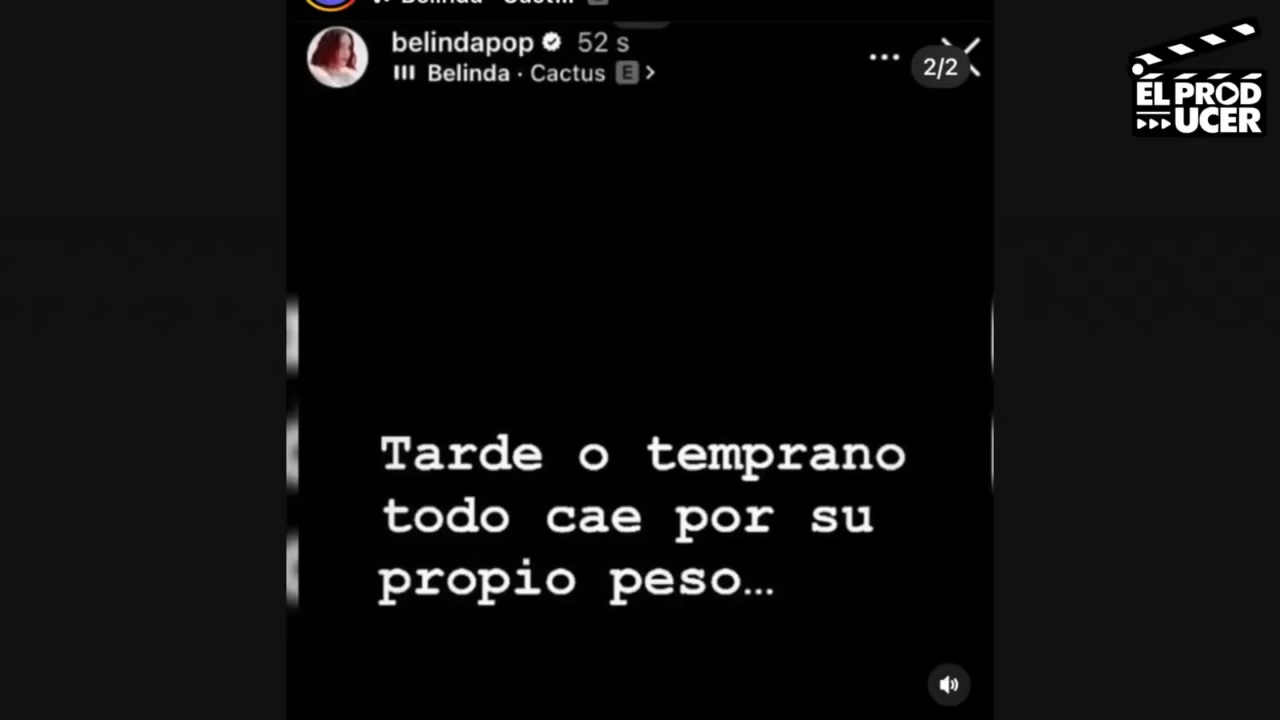 belindapop 52 s
Belinda · Cactus E
2/2
EL PROD
UCER
Tarde o temprano
todo cae por su
propio peso…